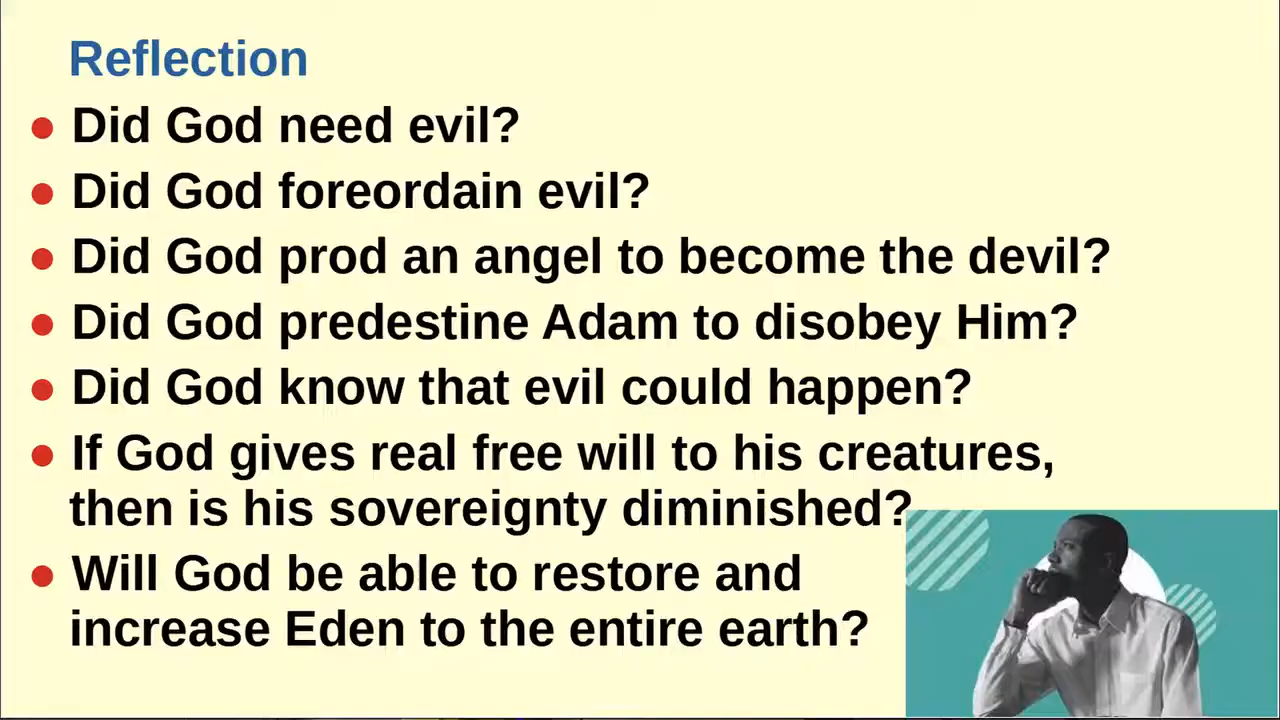 Reflection
● Did God need evil?
● Did God foreordain evil?
● Did God prod an angel to become the devil?
● Did God predestine Adam to disobey Him?
● Did God know that evil could happen?
● If God gives real free will to his creatures,
then is his sovereignty diminished?
● Will God be able to restore and
increase Eden to the entire earth?